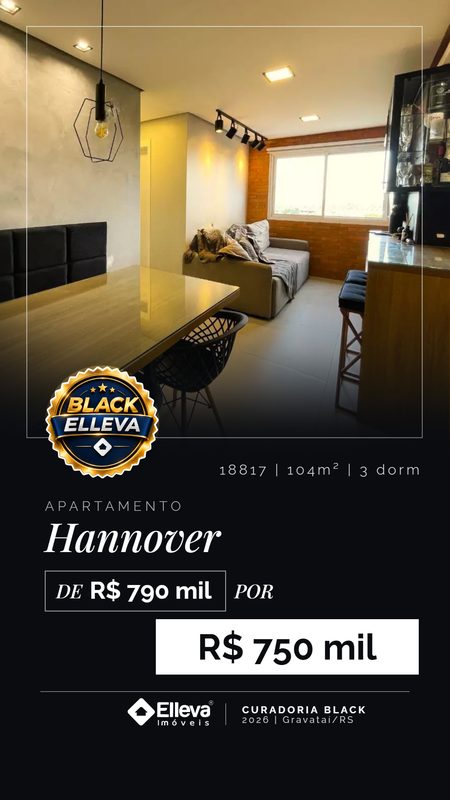 BLACK
ELLEVA
18817 | 104m² | 3 dorm
APARTAMENTO
Hannover
DE R$ 790 mil POR
R$ 750 mil
Elleva®
Imóveis
CURADORIA BLACK
2026 | Gravataí/RS